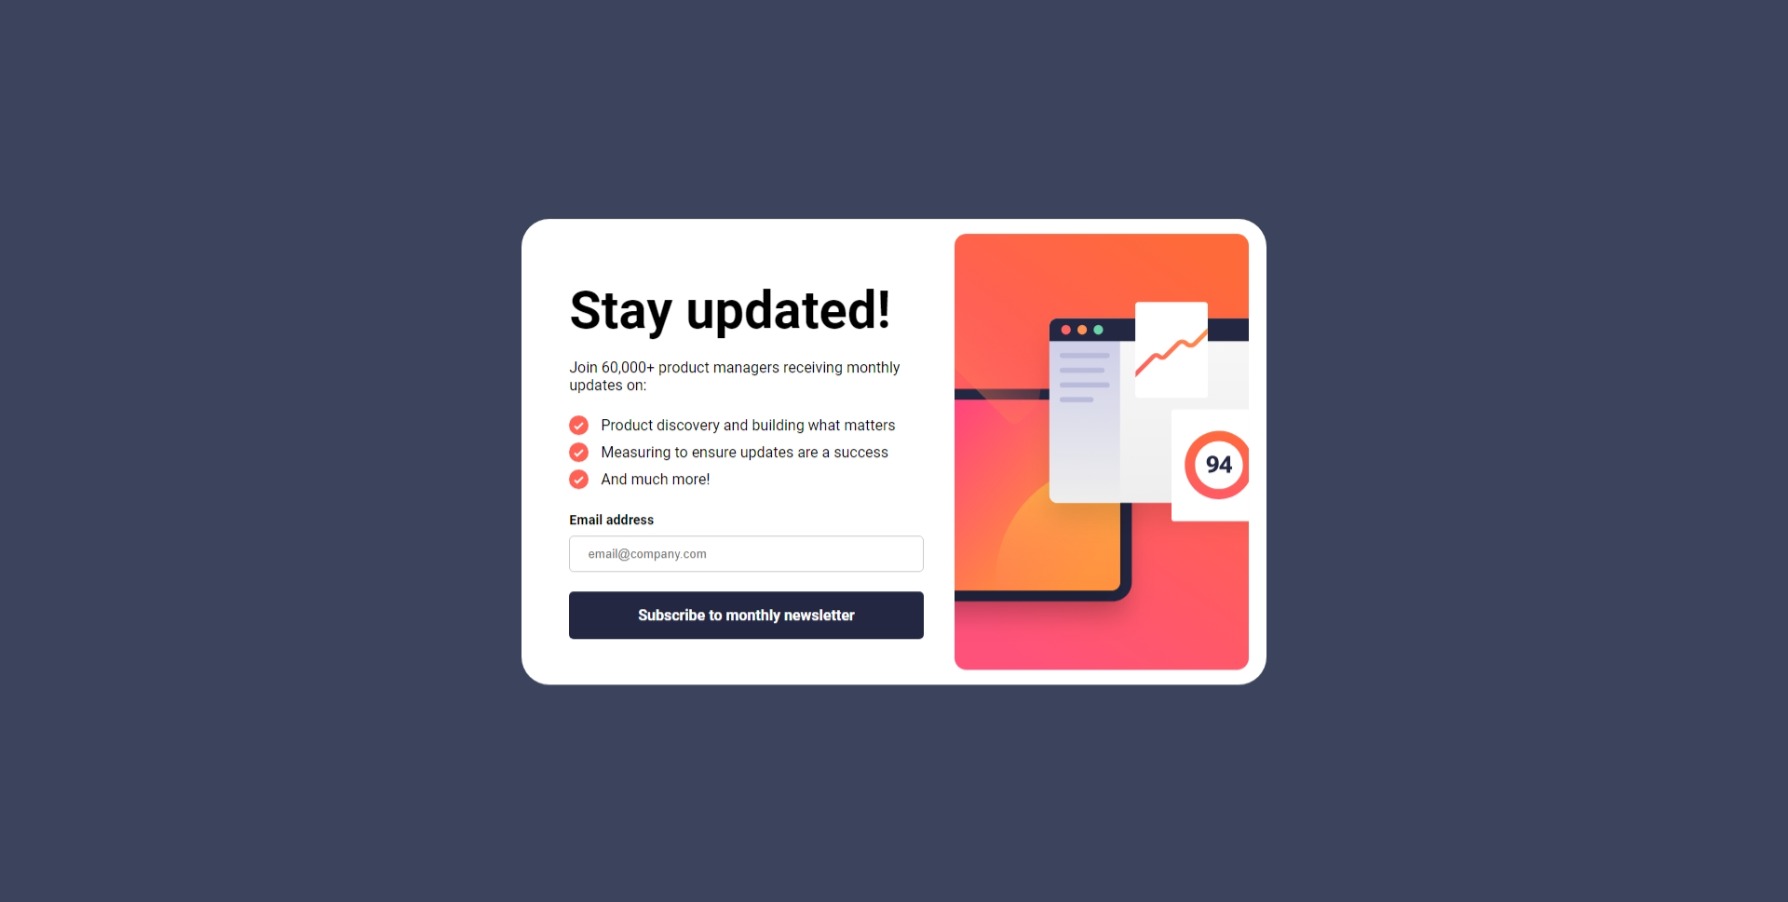 Stay updated!
Join 60,000+ product managers receiving monthly
updates on:
Product discovery and building what matters
Measuring to ensure updates are a success
And much more!
Email address
email@company.com
Subscribe to monthly newsletter
94